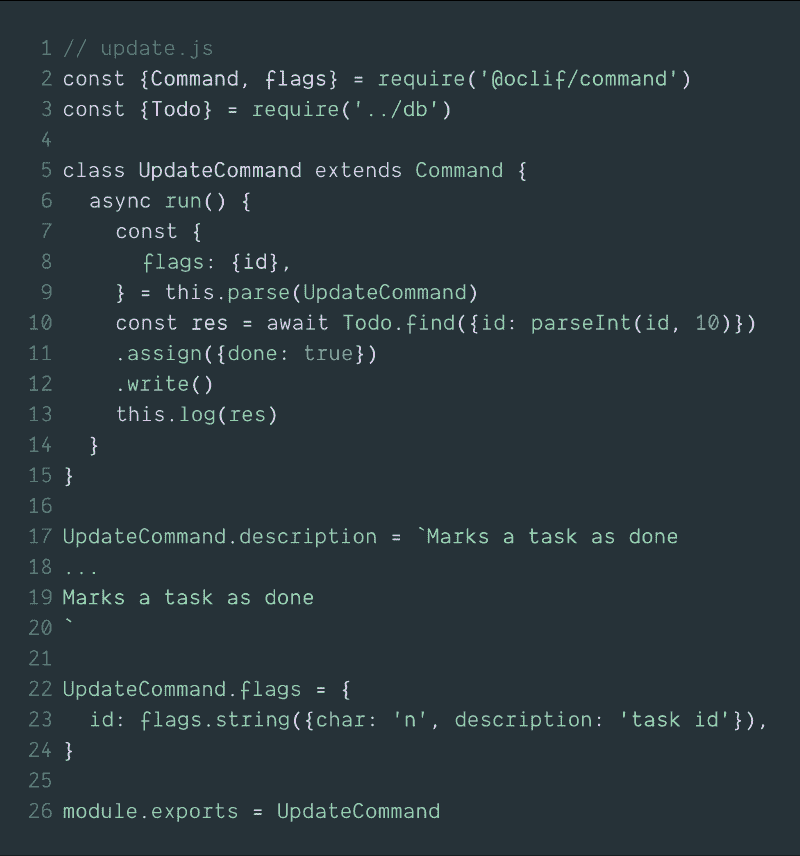 1 // update.js
2 const {Command, flags} = require('@oclif/command')
3 const {Todo} = require('../db')
4
5 class UpdateCommand extends Command {
6   async run() {
7     const {
8       flags: {id},
9     } = this.parse(UpdateCommand)
10     const res = await Todo.find({id: parseInt(id, 10)})
11     .assign({done: true})
12     .write()
13     this.log(res)
14   }
15 }
16
17 UpdateCommand.description = `Marks a task as done
18 ...
19 Marks a task as done
20 `
21
22 UpdateCommand.flags = {
23   id: flags.string({char: 'n', description: 'task id'}),
24 }
25
26 module.exports = UpdateCommand